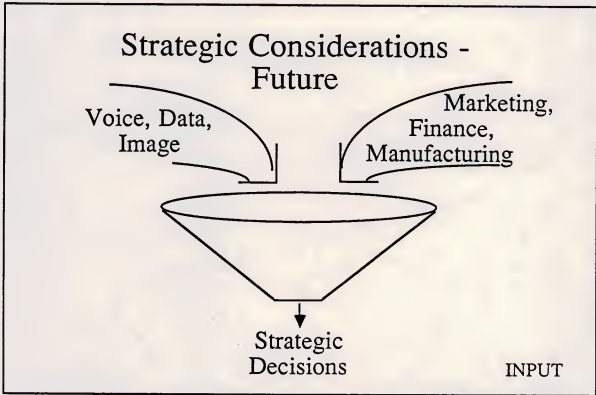 Strategic Considerations -
Future
Voice, Data,
Image
Marketing,
Finance,
Manufacturing
Strategic
Decisions
INPUT